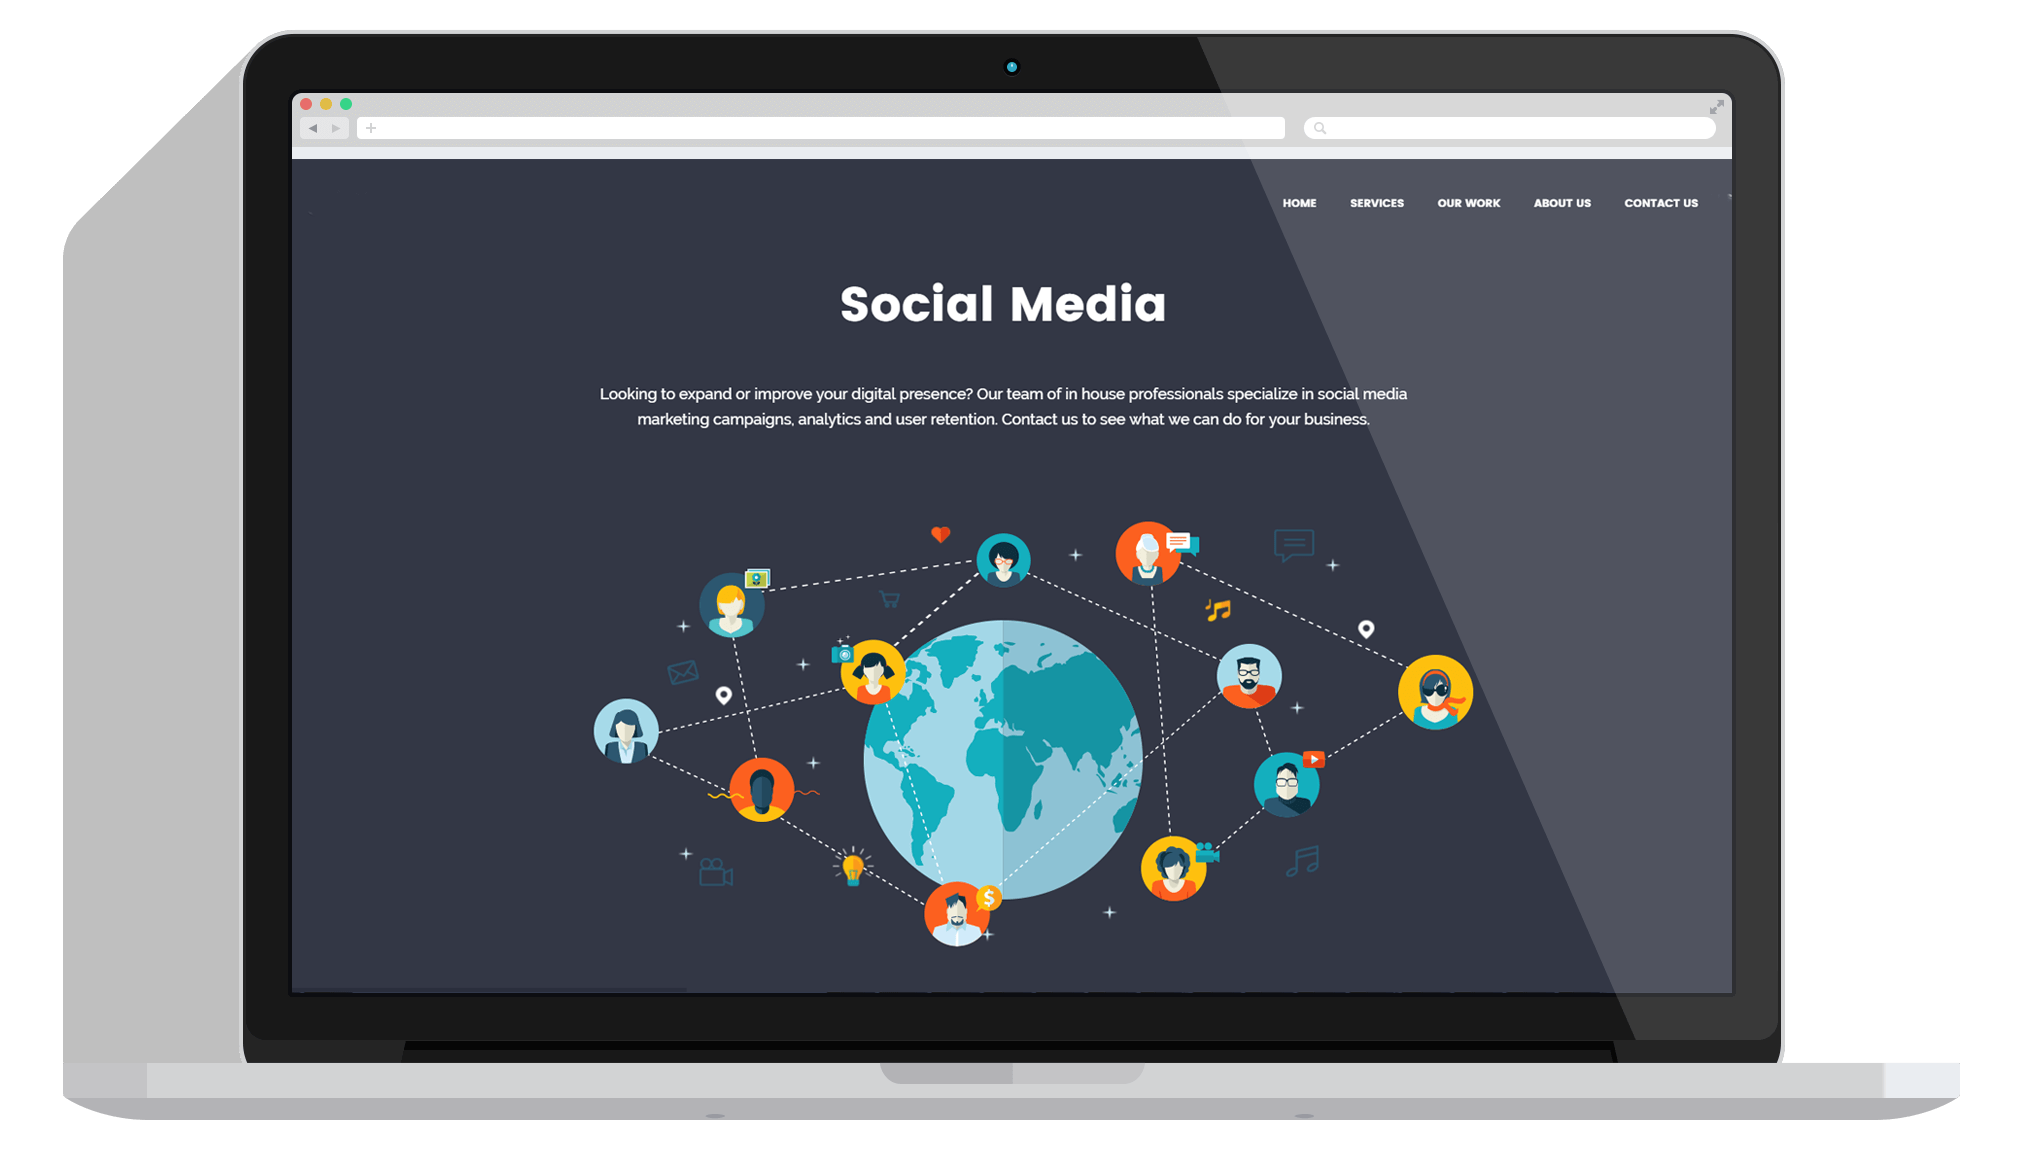 HOME SERVICES OUR WORK ABOUT US CONTACT US
Social Media
Looking to expand or improve your digital presence? Our team of in house professionals specialize in social media
marketing campaigns, analytics and user retention. Contact us to see what we can do for your business.
$